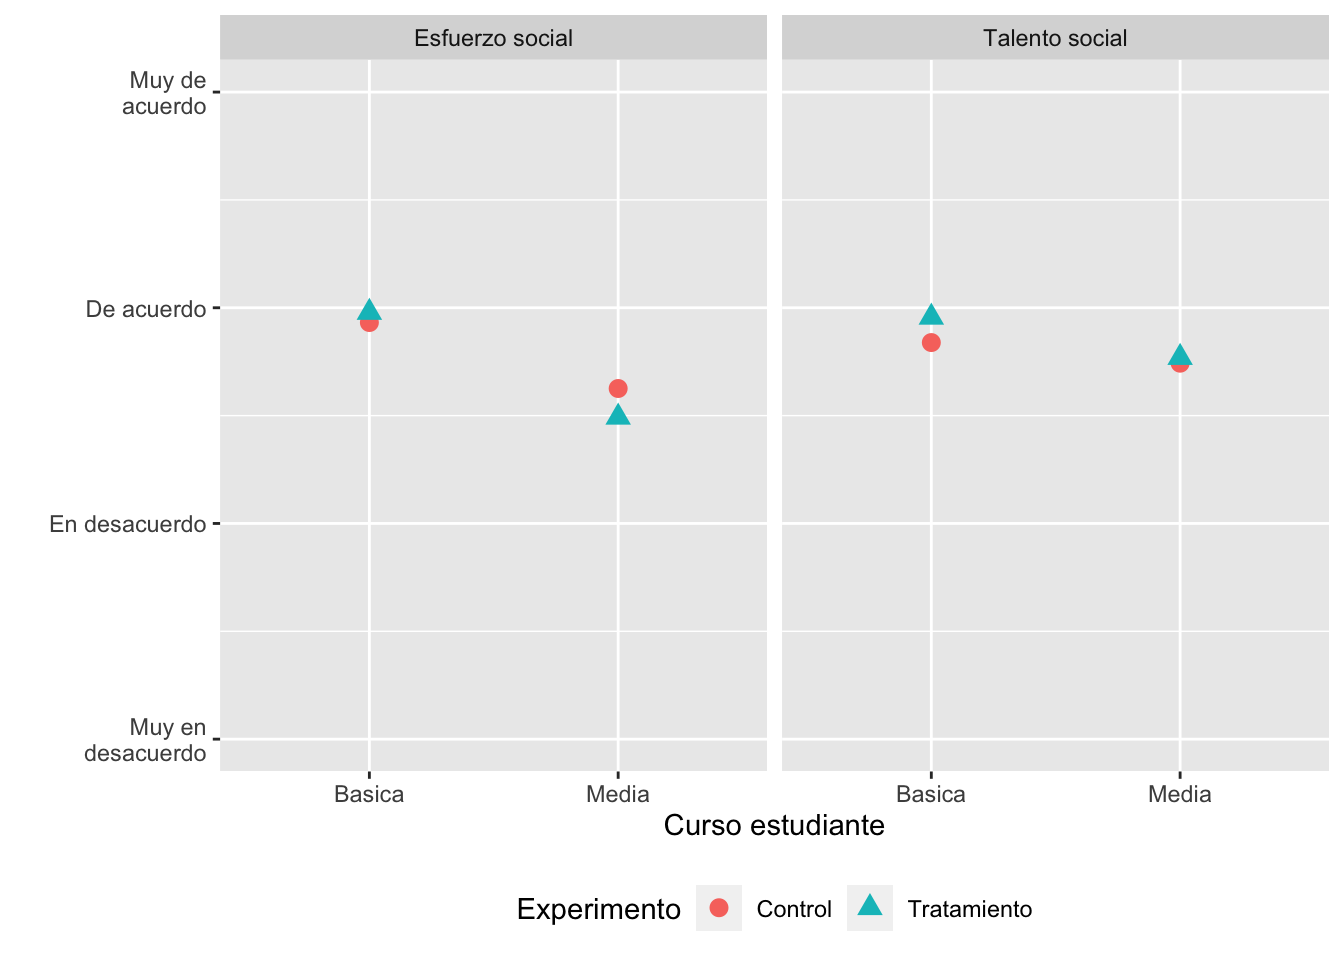 Esfuerzo social
Talento social
Muy de
acuerdo
De acuerdo
En desacuerdo
Muy en
desacuerdo
Basica
Media
Basica
Media
Curso estudiante
Experimento
Control
Tratamiento